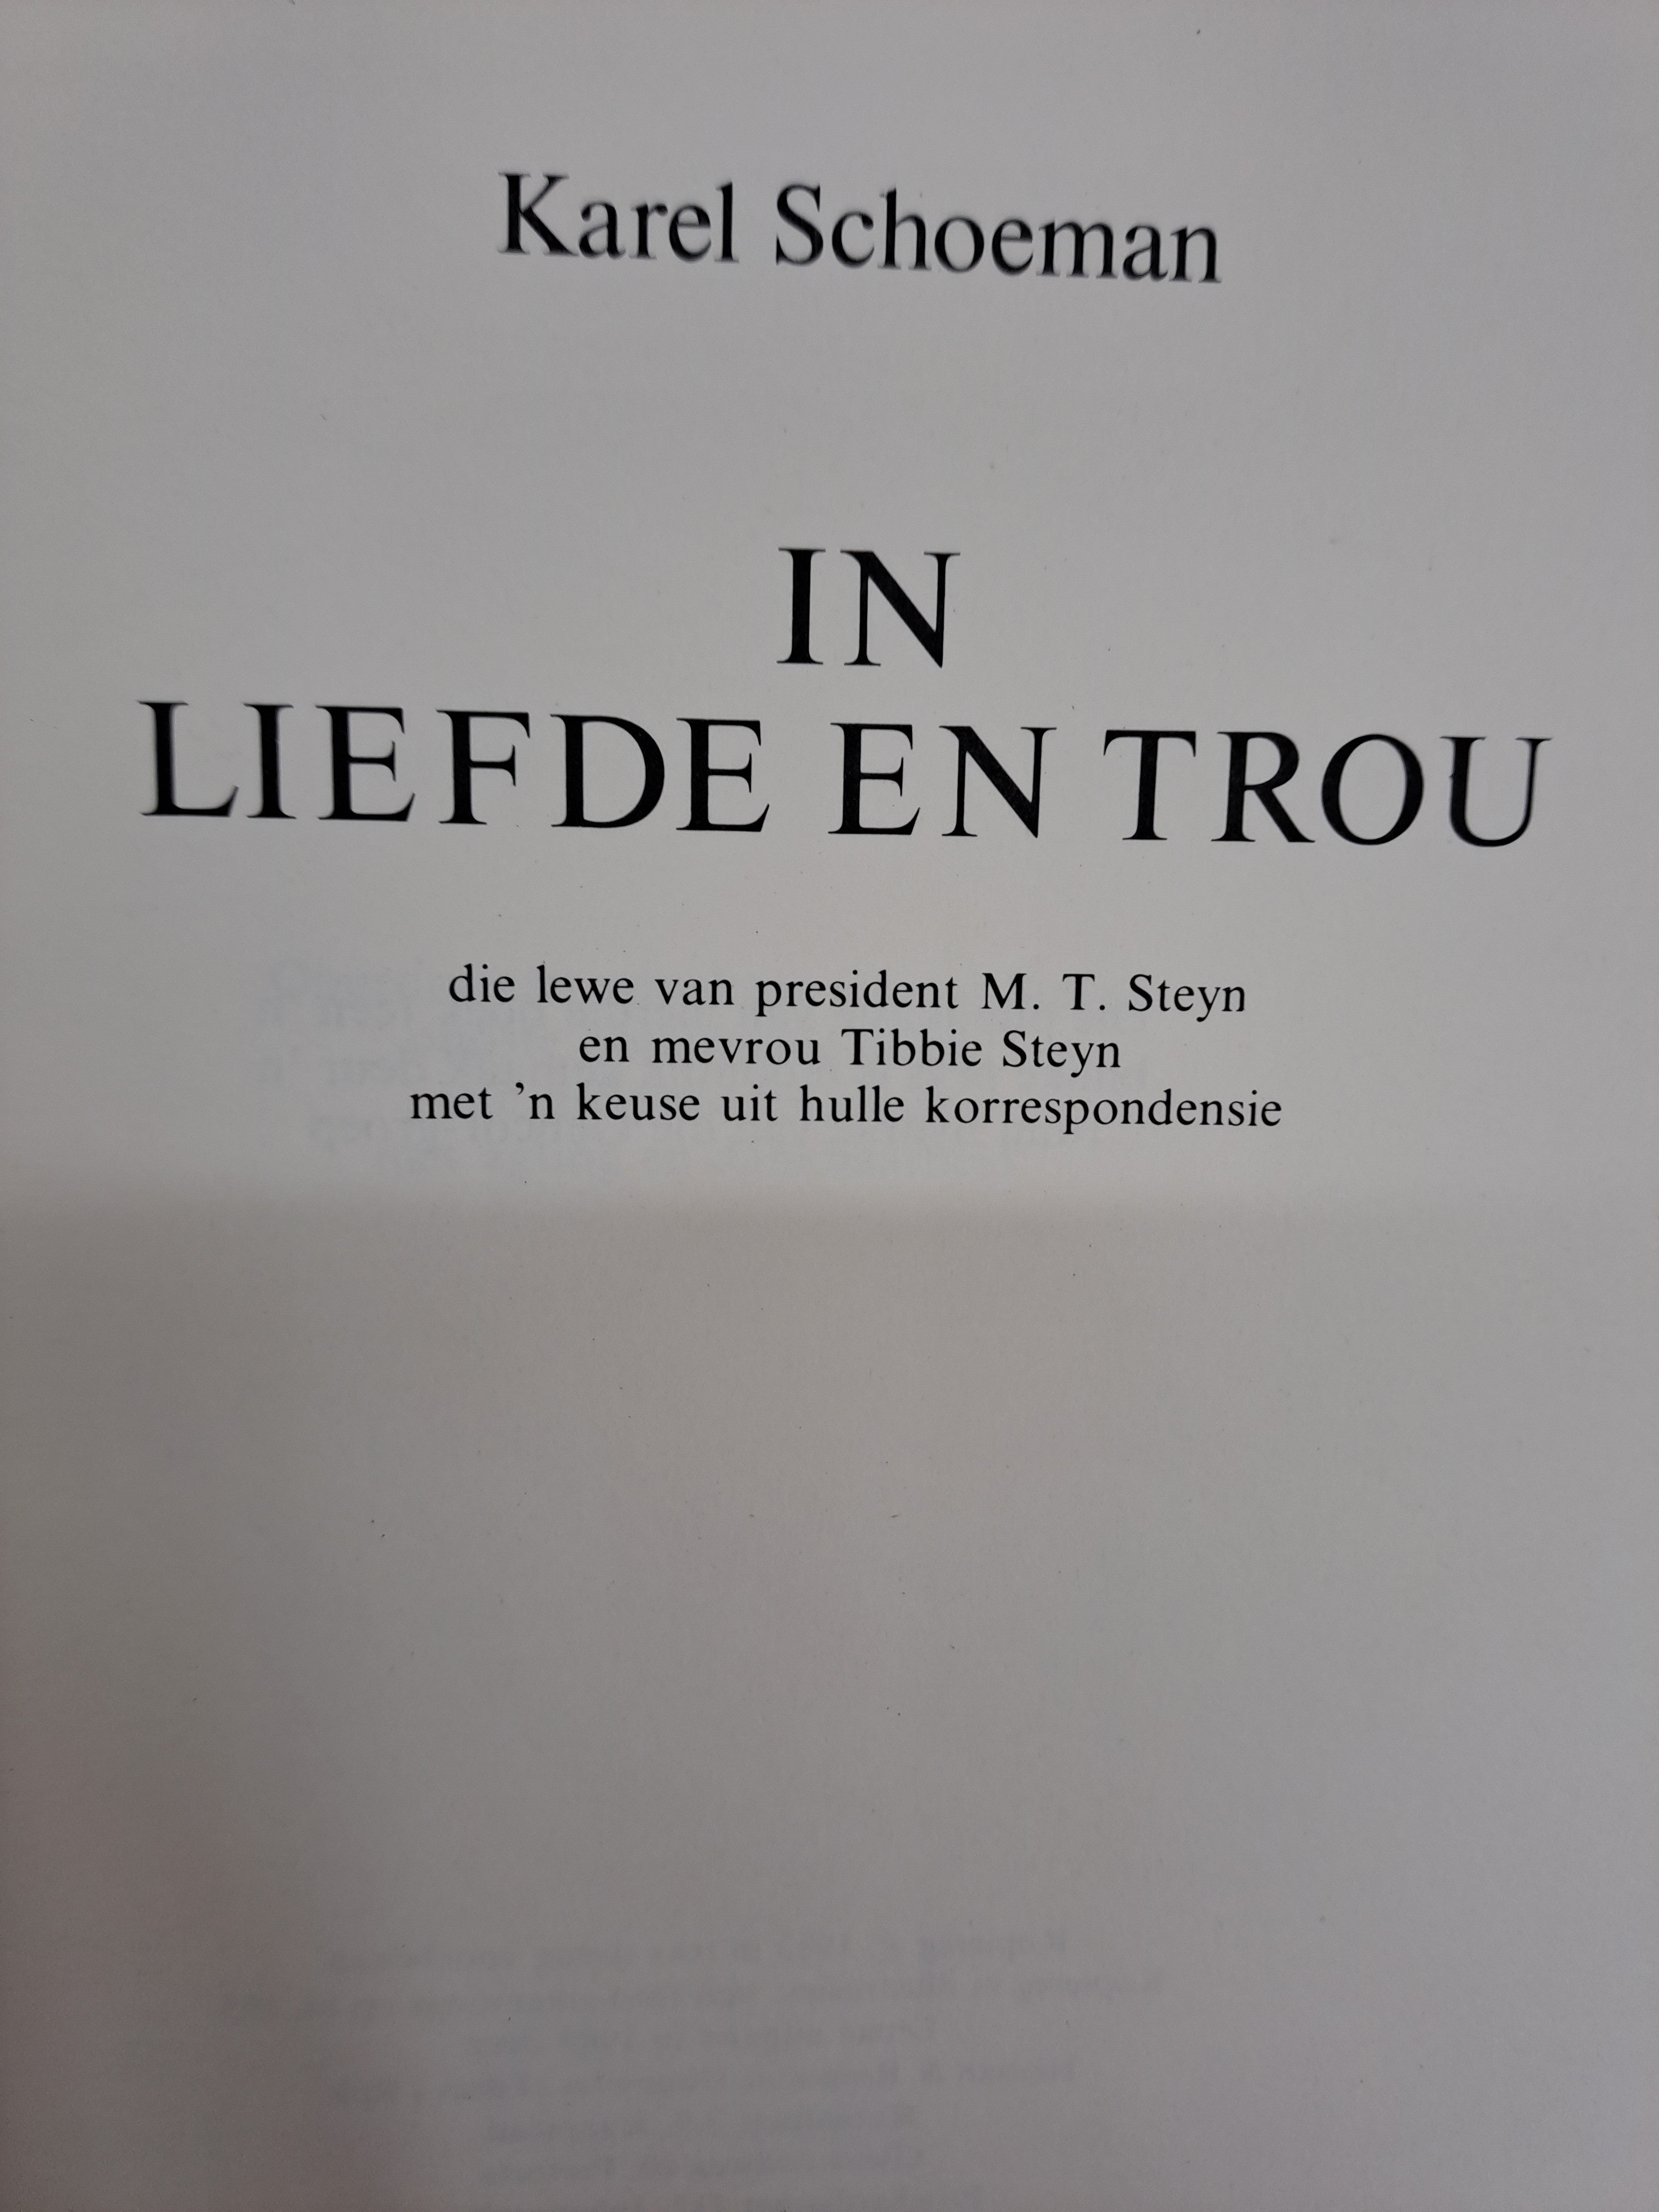 Karel Schoeman
IN
LIEFDE EN TROU
die lewe van president M. T. Steyn
en mevrou Tibbie Steyn
met ’n keuse uit hulle korrespondensie